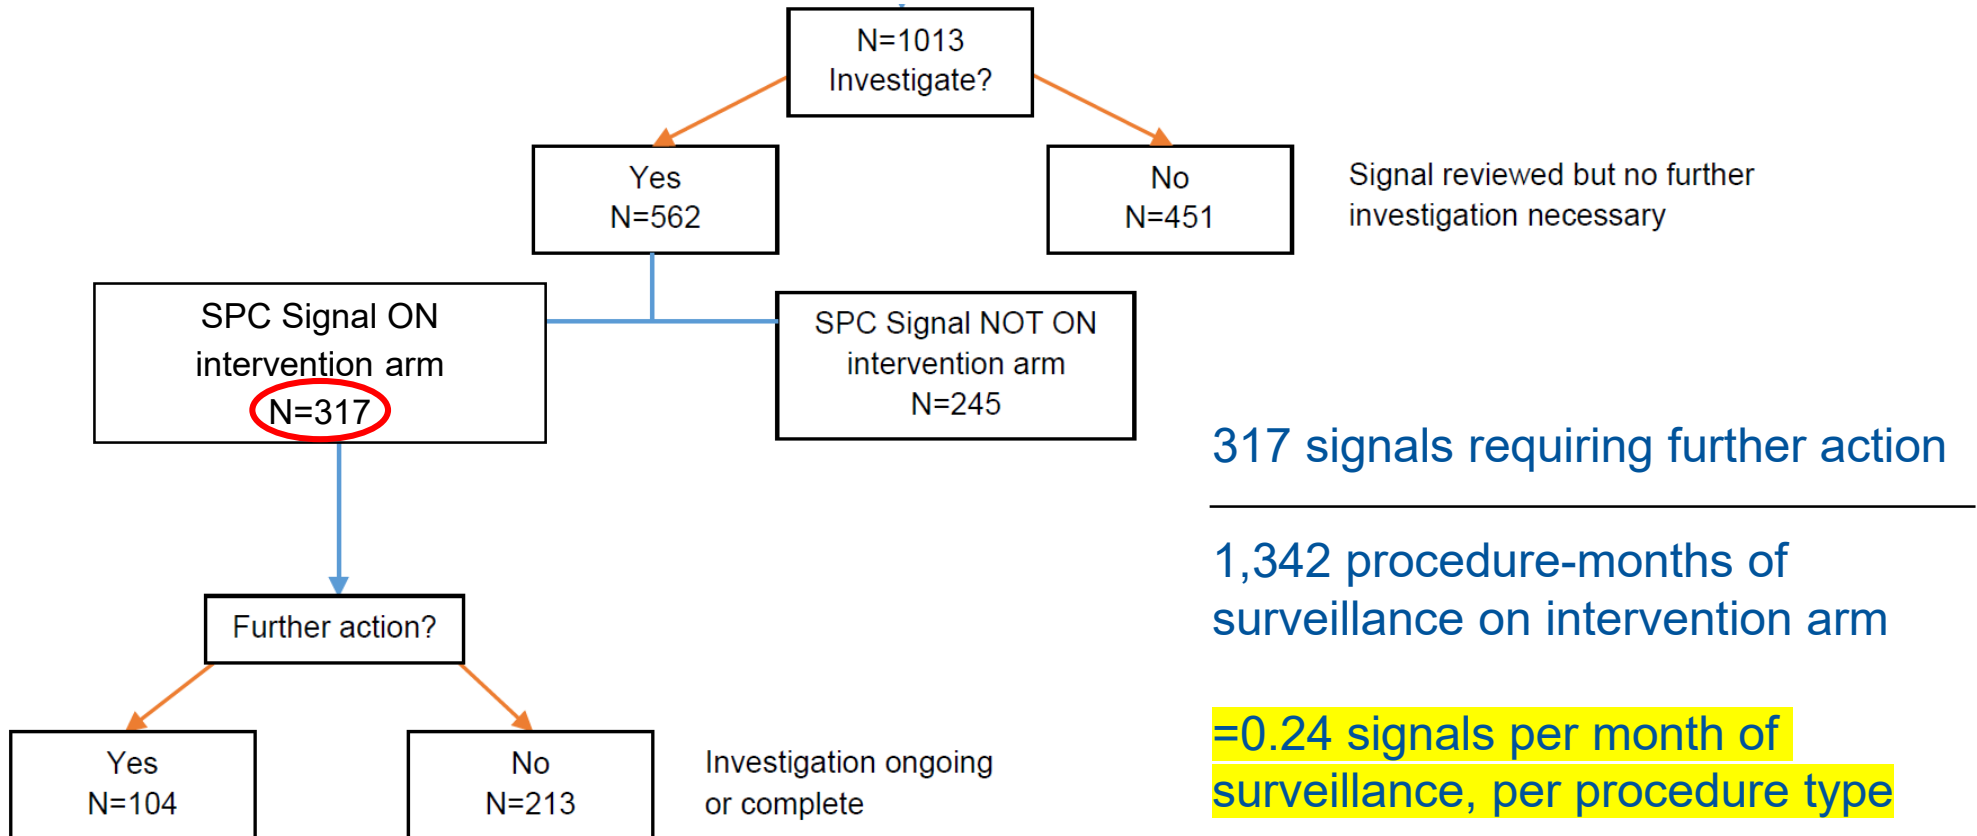 N=1013
Investigate?
Yes
N=562
No
N=451
Signal reviewed but no further
investigation necessary
SPC Signal ON
intervention arm
N=317
SPC Signal NOT ON
intervention arm
N=245
317 signals requiring further action
1,342 procedure-months of
surveillance on intervention arm
=0.24 signals per month of
surveillance, per procedure type
Further action?
Yes
N=104
No
N=213
Investigation ongoing
or complete